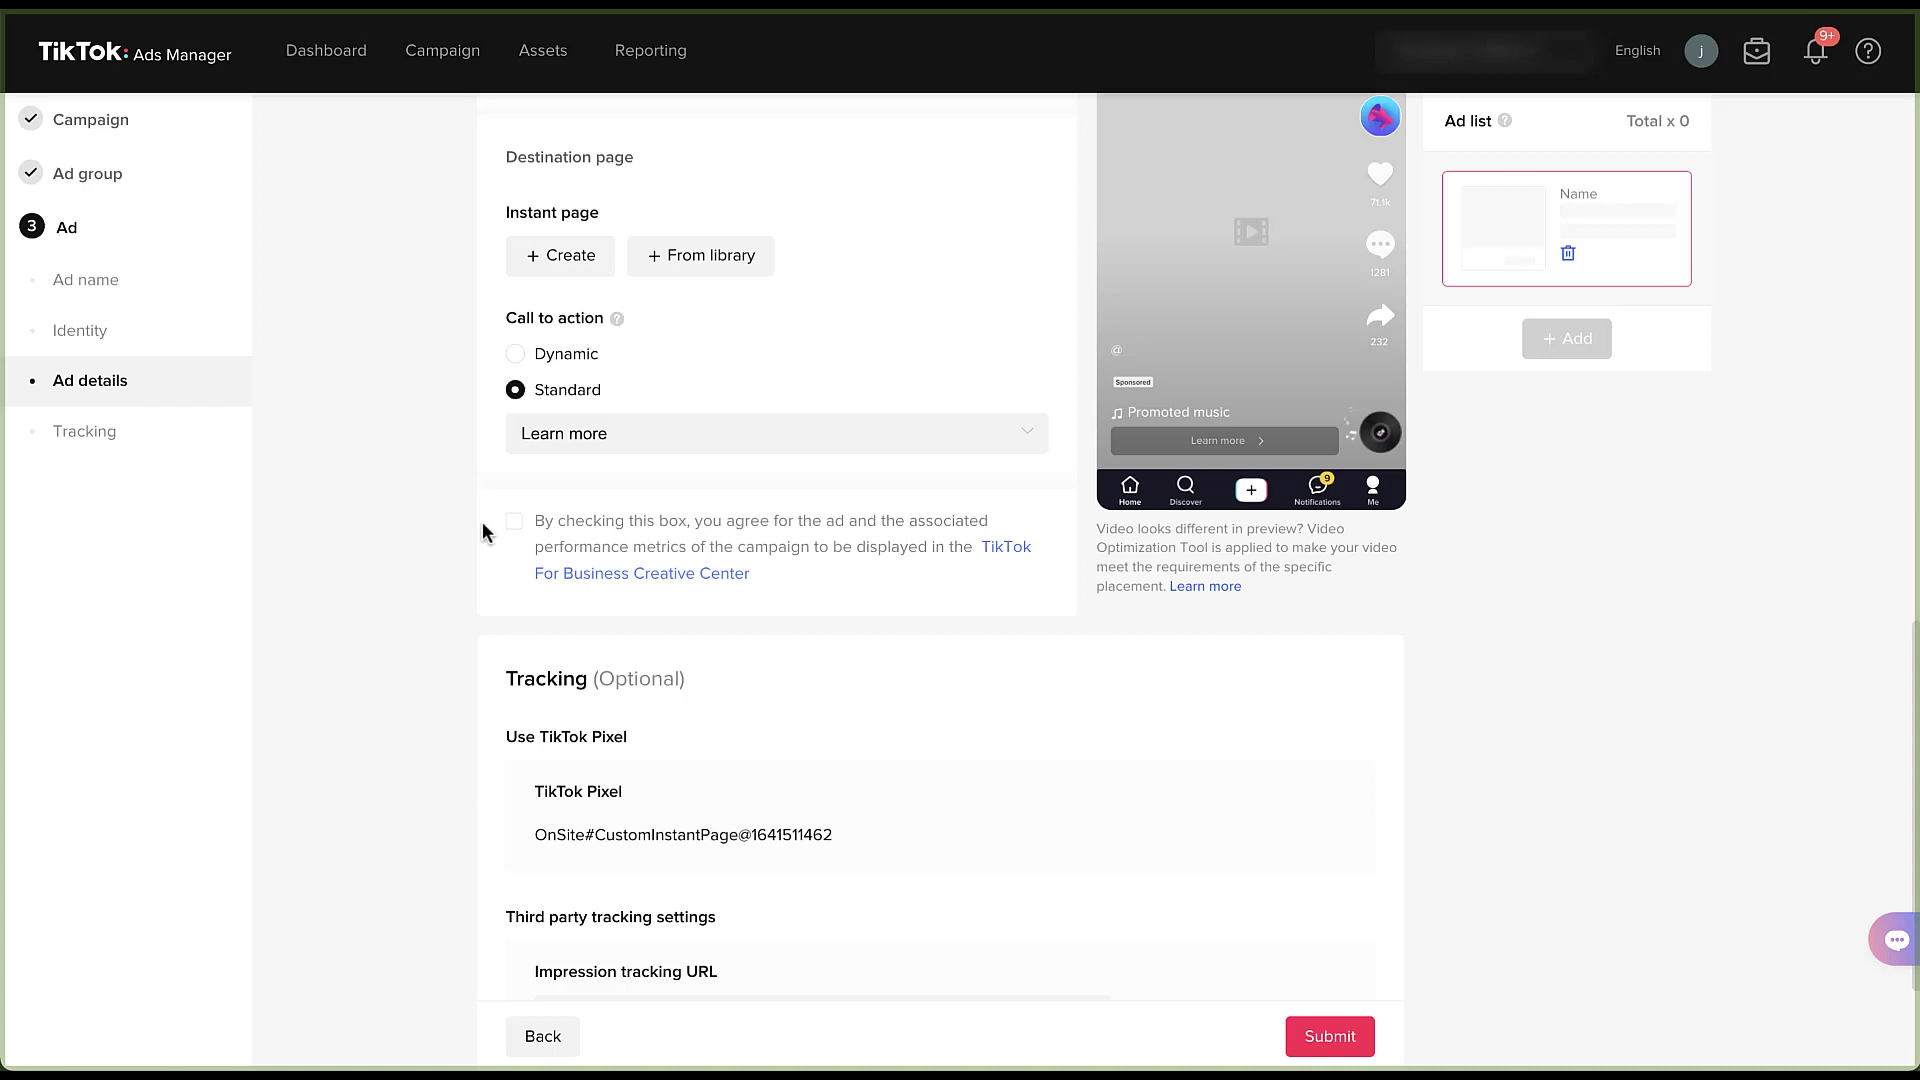 TikTok: Ads Manager
Dashboard
Campaign
Assets
Reporting
English
j
9+
?
Campaign
Ad group
3 Ad
Ad name
Identity
Ad details
Tracking
Destination page
Instant page
+ Create
+ From library
Call to action ?
Dynamic
Standard
Learn more
By checking this box, you agree for the ad and the associated
performance metrics of the campaign to be displayed in the TikTok
For Business Creative Center
Tracking (Optional)
Use TikTok Pixel
TikTok Pixel
OnSite#CustomInstantPage@1641511462
Third party tracking settings
Impression tracking URL
Back
Submit
71.1k
1281
232
@
Sponsored
Promoted music
Learn more >
Home
Discover
+
9
Notifications
Me
Video looks different in preview? Video
Optimization Tool is applied to make your video
meet the requirements of the specific
placement. Learn more
Ad list ?
Total x 0
Name
+ Add